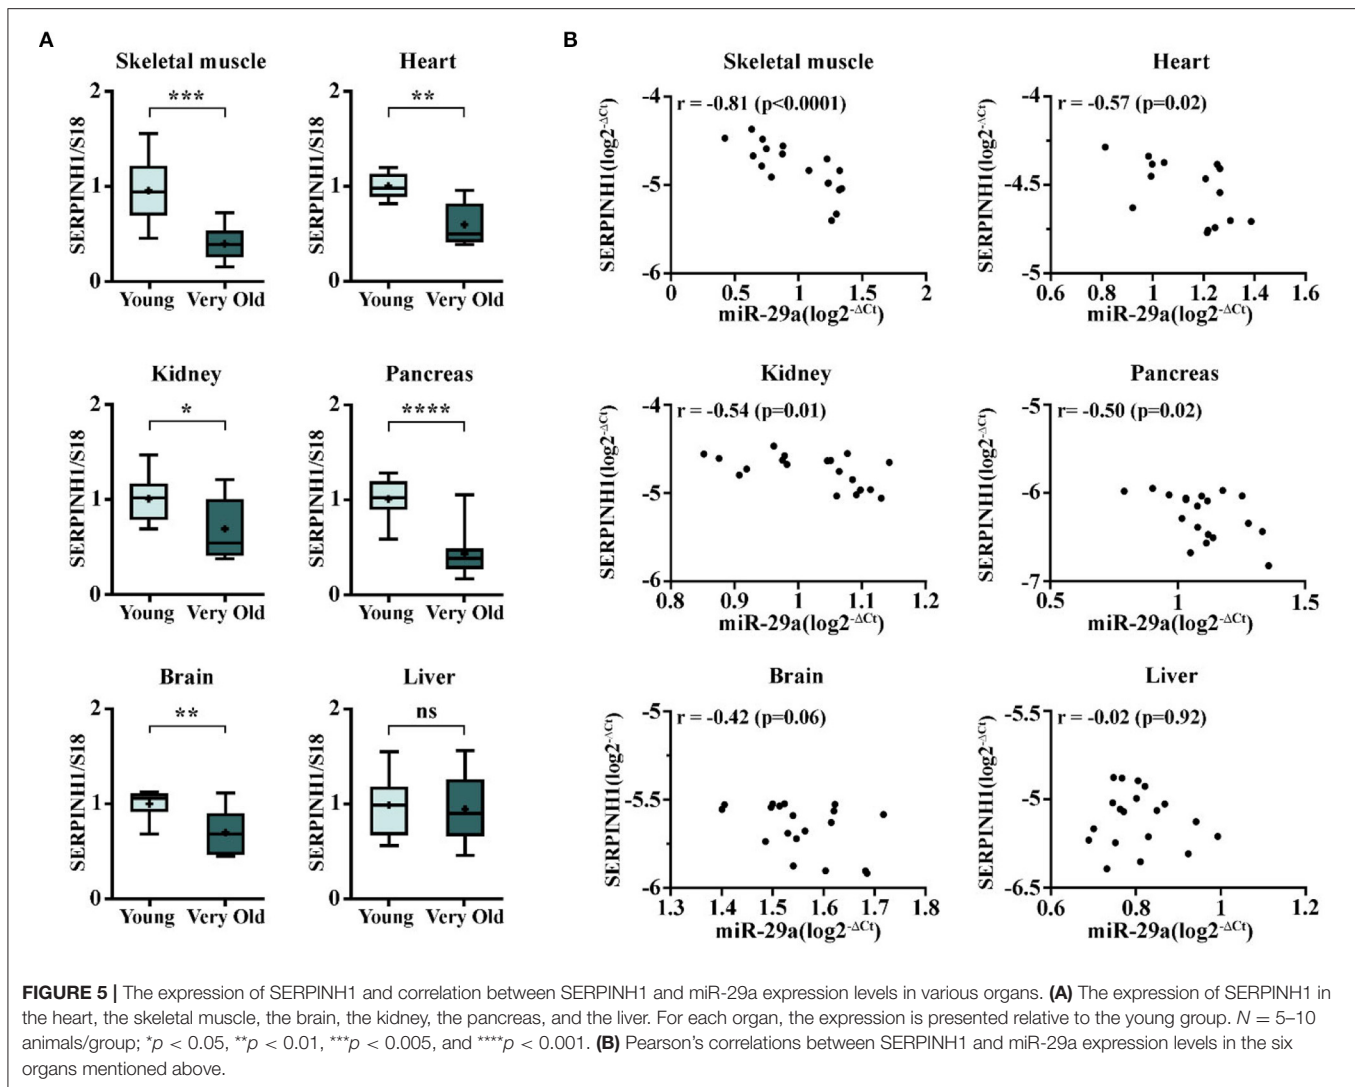 A
B
Skeletal muscle
Heart
SERPINH1/S18
2
1
0
***
Young Very Old
SERPINH1/S18
2
1
0
**
Young Very Old
Skeletal muscle
r = -0.81 (p<0.0001)
SERPINH1(log2-ΔCt)
-4
-5
-6
0 0.5 1 1.5 2
miR-29a(log2-ΔCt)
Heart
r = -0.57 (p=0.02)
SERPINH1(log2-ΔCt)
-4
-4.5
-5
0.6 0.8 1 1.2 1.4 1.6
miR-29a(log2-ΔCt)
Kidney
Pancreas
SERPINH1/S18
2
1
0
*
Young Very Old
SERPINH1/S18
2
1
0
****
Young Very Old
Kidney
r = -0.54 (p=0.01)
SERPINH1(log2-ΔCt)
-4
-5
-6
0.8 0.9 1 1.1 1.2
miR-29a(log2-ΔCt)
Pancreas
r= -0.50 (p=0.02)
SERPINH1(log2-ΔCt)
-5
-6
-7
0.5 1 1.5
miR-29a(log2-ΔCt)
Brain
Liver
SERPINH1/S18
2
1
0
**
Young Very Old
SERPINH1/S18
2
1
0
ns
Young Very Old
Brain
r = -0.42 (p=0.06)
SERPINH1(log2-ΔCt)
-5
-5.5
-6
1.3 1.4 1.5 1.6 1.7 1.8
miR-29a(log2-ΔCt)
Liver
r = -0.02 (p=0.92)
SERPINH1(log2-ΔCt)
-5.5
-5
-6.5
0.6 0.8 1 1.2
miR-29a(log2-ΔCt)
FIGURE 5 | The expression of SERPINH1 and correlation between SERPINH1 and miR-29a expression levels in various organs. (A) The expression of SERPINH1 in
the heart, the skeletal muscle, the brain, the kidney, the pancreas, and the liver. For each organ, the expression is presented relative to the young group. N = 5–10
animals/group; *p < 0.05, **p < 0.01, ***p < 0.005, and ****p < 0.001. (B) Pearson's correlations between SERPINH1 and miR-29a expression levels in the six
organs mentioned above.